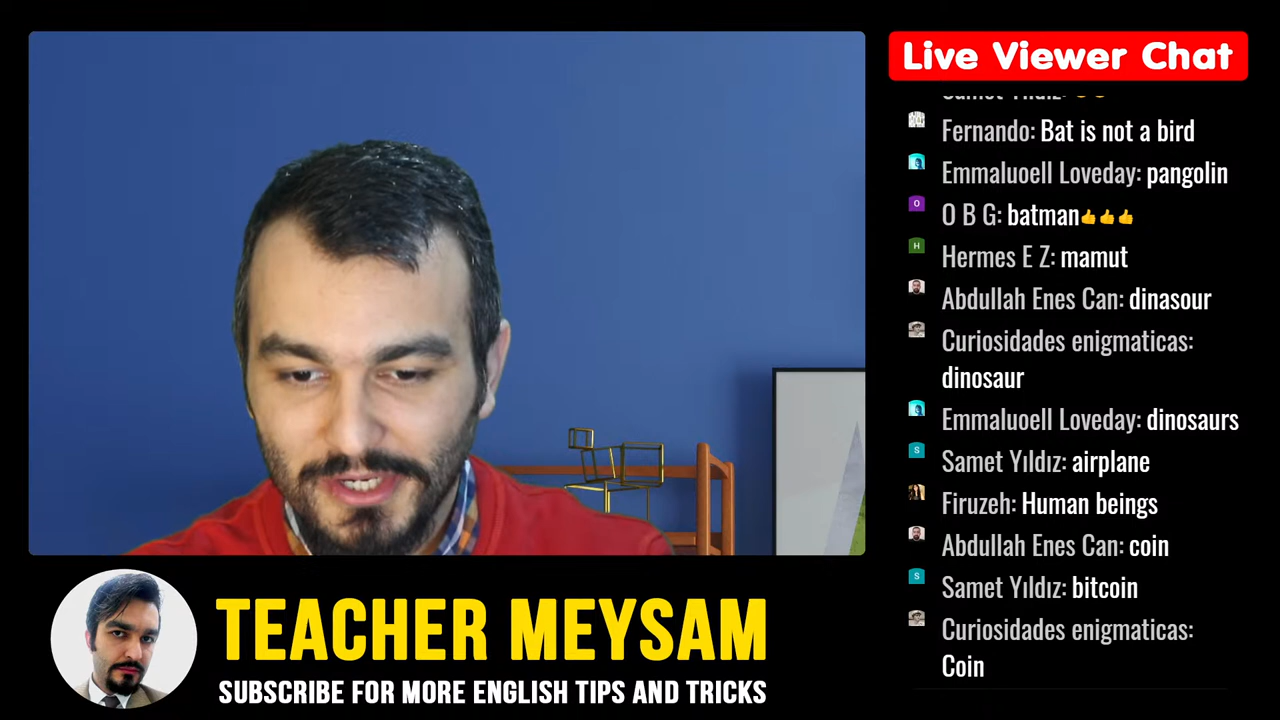 Live Viewer Chat
Fernando: Bat is not a bird
Emmaluoell Loveday: pangolin
O
O B G: batman👍👍👍
H
Hermes E Z: mamut
Abdullah Enes Can: dinasour
Curiosidades enigmaticas:
dinosaur
Emmaluoell Loveday: dinosaurs
S
Samet Yıldız: airplane
Firuzeh: Human beings
Abdullah Enes Can: coin
S
Samet Yıldız: bitcoin
Curiosidades enigmaticas:
Coin
TEACHER MEYSAM
SUBSCRIBE FOR MORE ENGLISH TIPS AND TRICKS